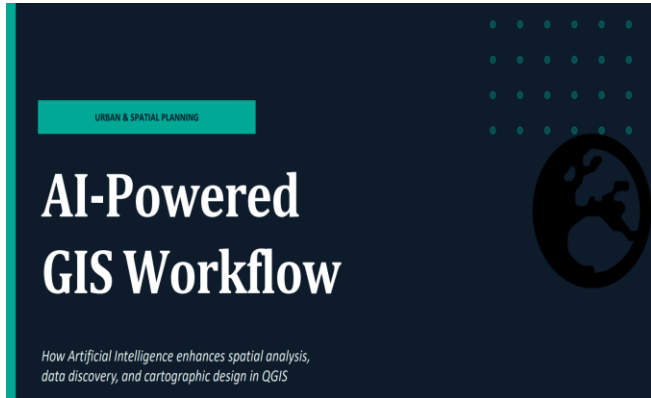 URBAN & SPATIAL PLANNING
AI-Powered
GIS Workflow
How Artificial Intelligence enhances spatial analysis,
data discovery, and cartographic design in QGIS